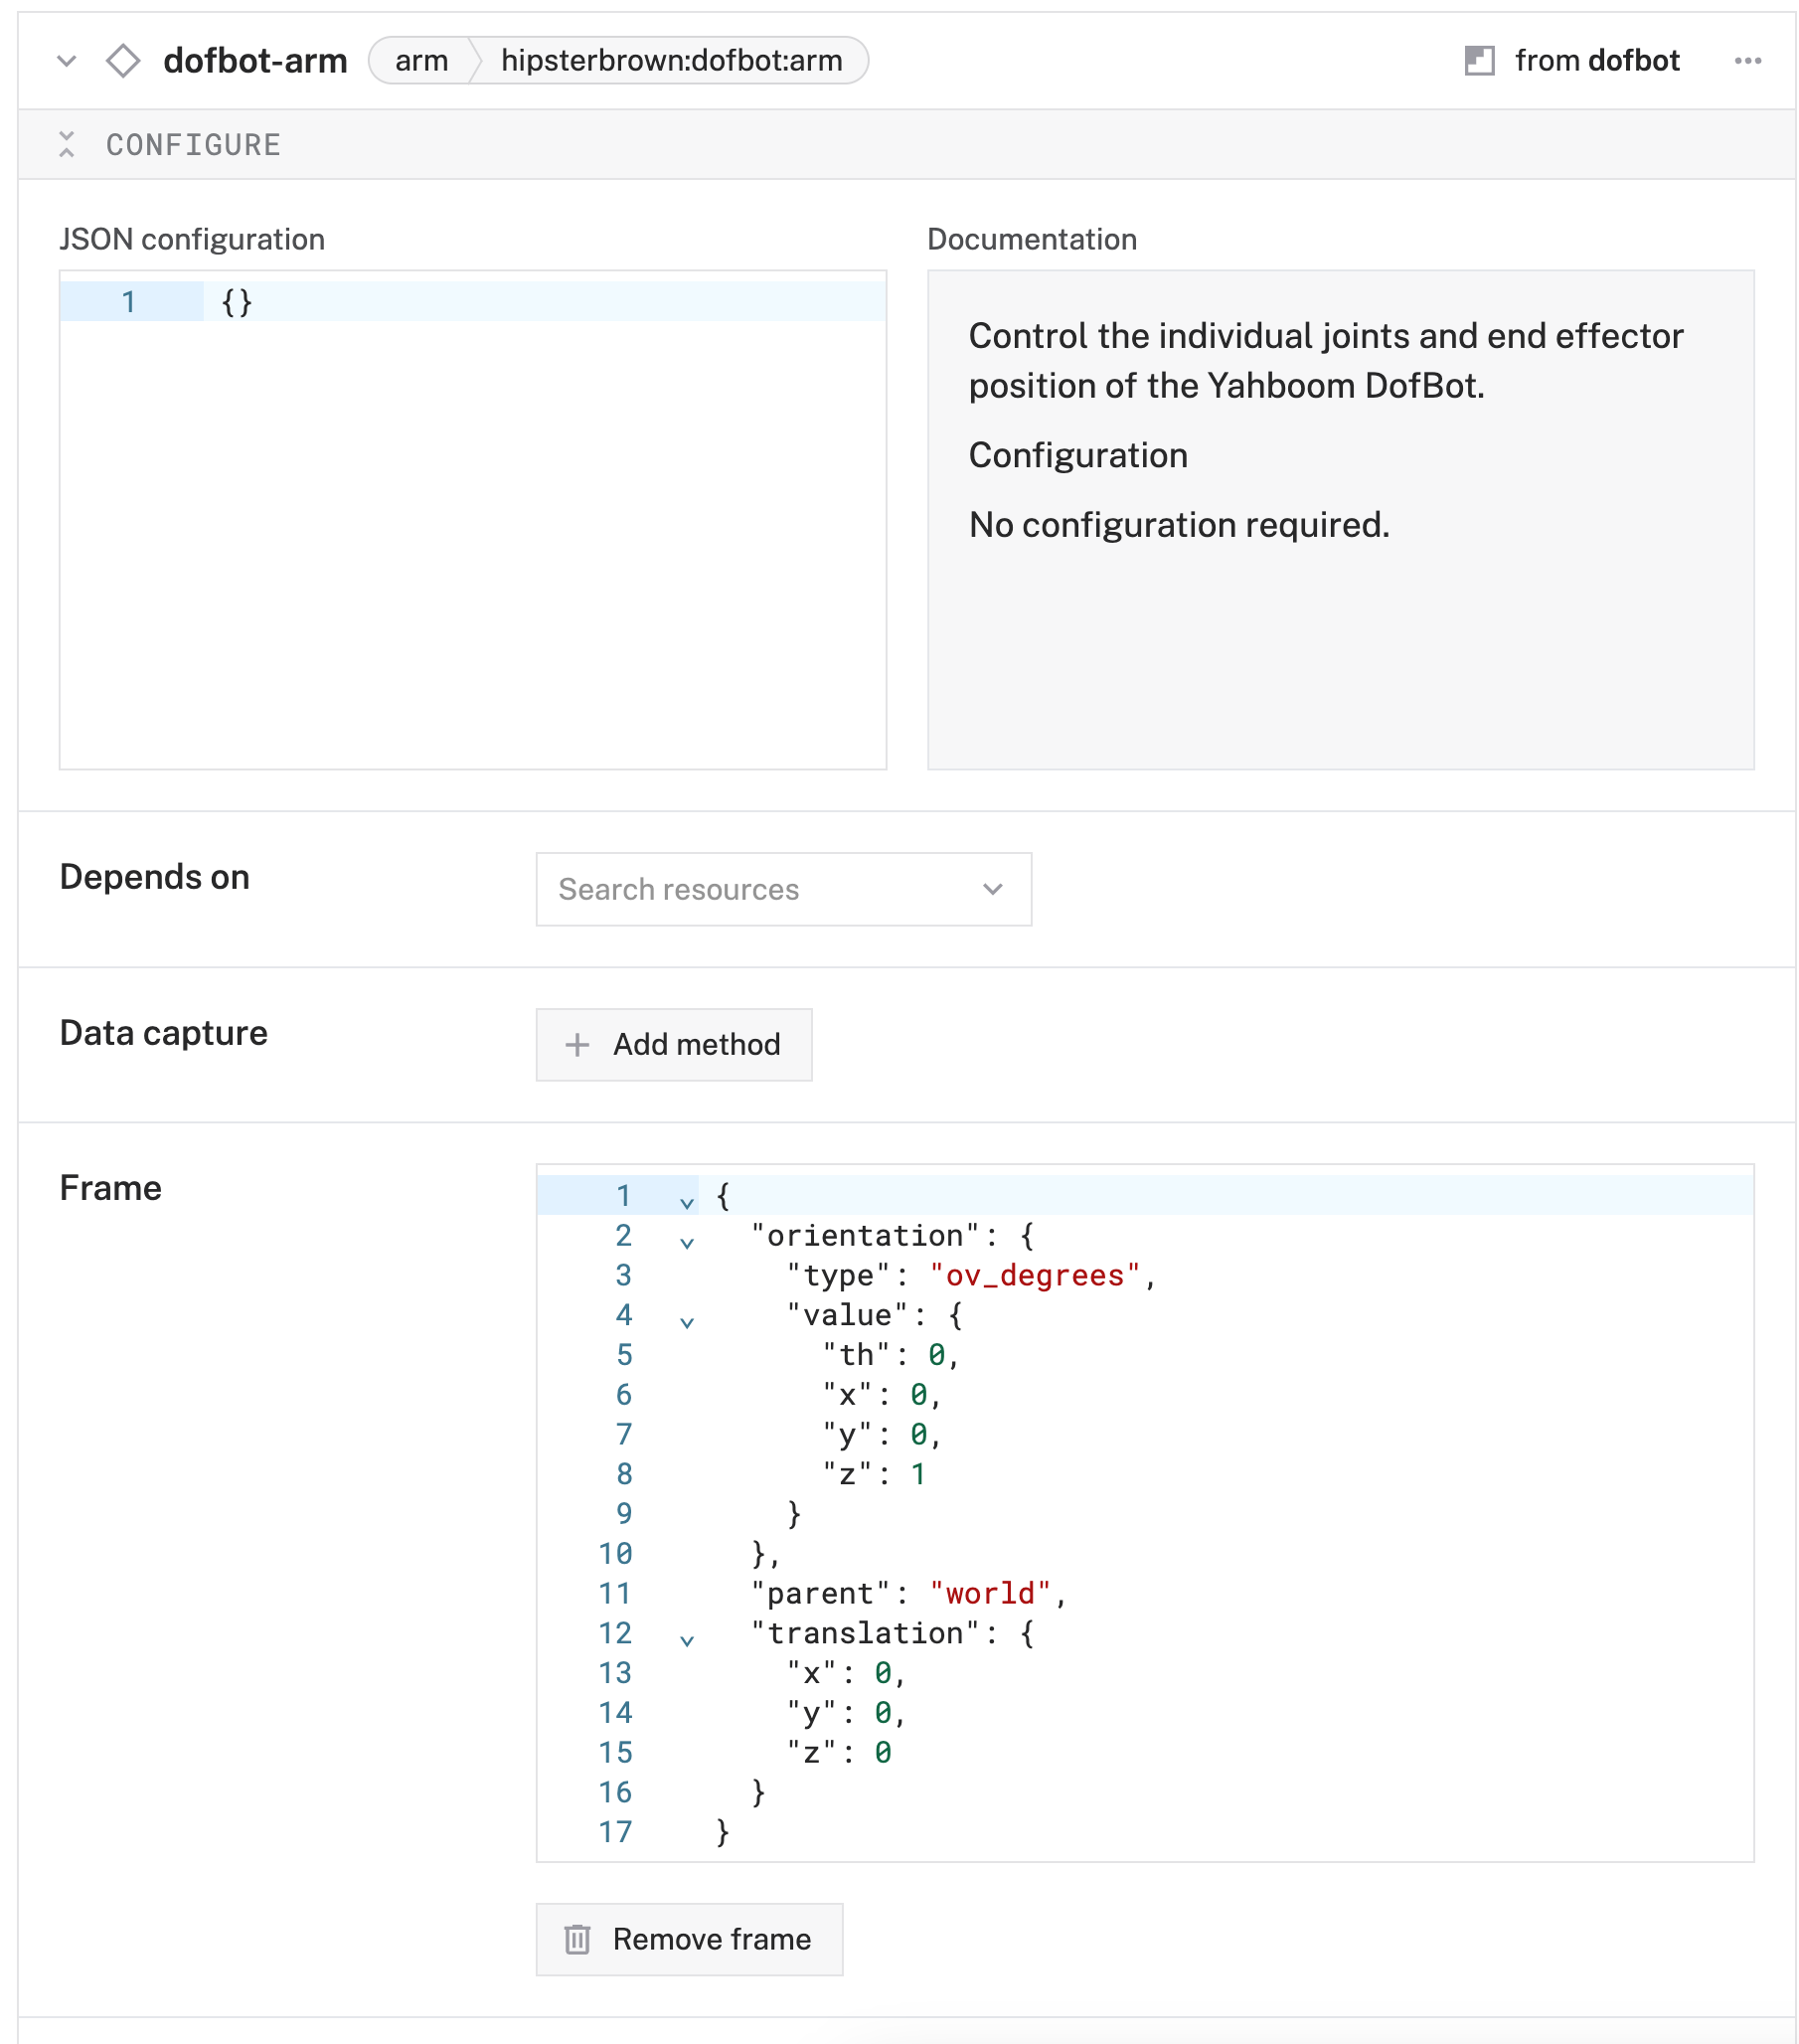 dofbot-arm arm hipsterbrown:dofbot:arm from dofbot
CONFIGURE
JSON configuration
1 {}
Documentation
Control the individual joints and end effector
position of the Yahboom DofBot.
Configuration
No configuration required.
Depends on
Search resources
Data capture
Add method
Frame
1 {
2 "orientation": {
3 "type": "ov_degrees",
4 "value": {
5 "th": 0,
6 "x": 0,
7 "y": 0,
8 "z": 1
9 }
10 },
11 "parent": "world",
12 "translation": {
13 "x": 0,
14 "y": 0,
15 "z": 0
16 }
17 }
Remove frame